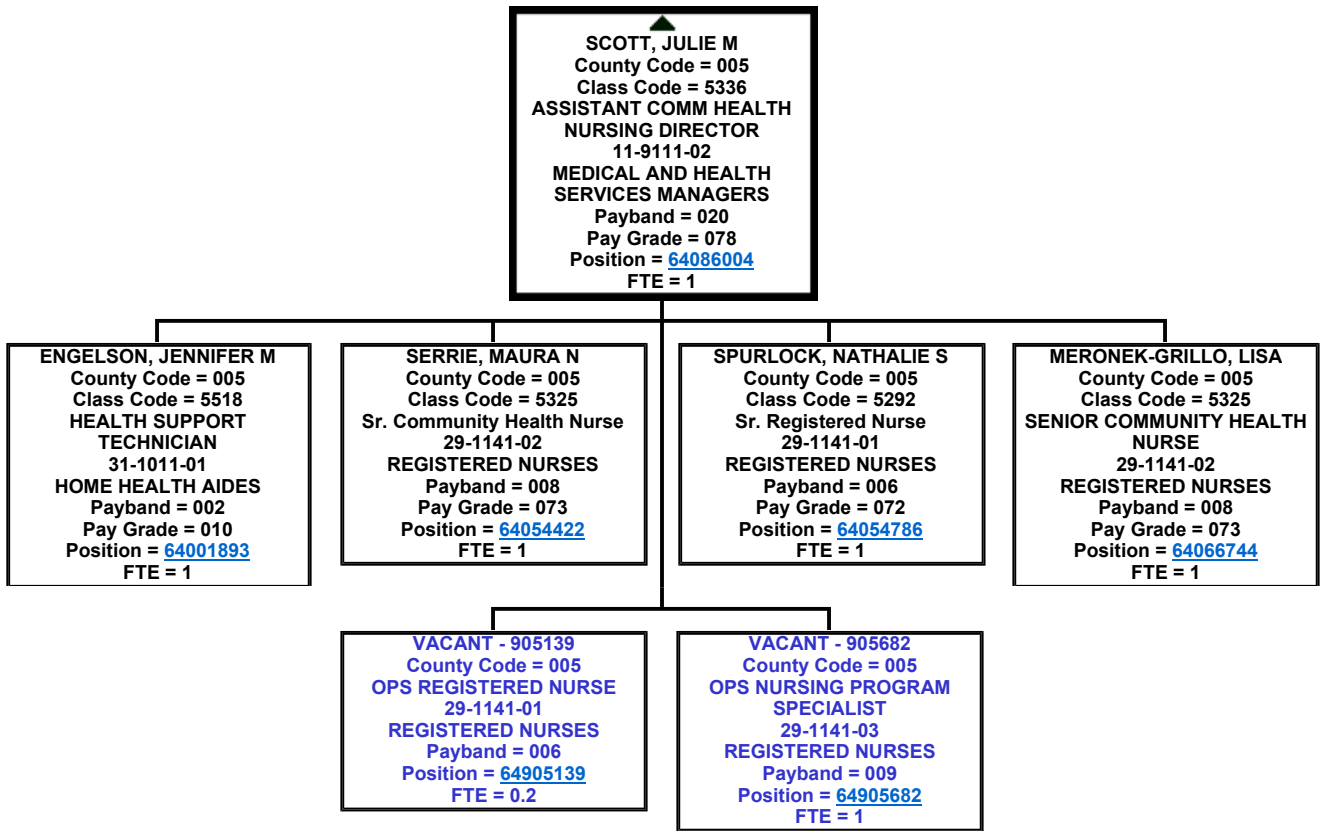 SCOTT, JULIE M
County Code = 005
Class Code = 5336
ASSISTANT COMM HEALTH
NURSING DIRECTOR
11-9111-02
MEDICAL AND HEALTH
SERVICES MANAGERS
Payband = 020
Pay Grade = 078
Position = 64086004
FTE = 1
ENGELSON, JENNIFER M
County Code = 005
Class Code = 5518
HEALTH SUPPORT
TECHNICIAN
31-1011-01
HOME HEALTH AIDES
Payband = 002
Pay Grade = 010
Position = 64001893
FTE = 1
SERRIE, MAURA N
County Code = 005
Class Code = 5325
Sr. Community Health Nurse
29-1141-02
REGISTERED NURSES
Payband = 008
Pay Grade = 073
Position = 64054422
FTE = 1
SPURLOCK, NATHALIE S
County Code = 005
Class Code = 5292
Sr. Registered Nurse
29-1141-01
REGISTERED NURSES
Payband = 006
Pay Grade = 072
Position = 64054786
FTE = 1
MERONEK-GRILLO, LISA
County Code = 005
Class Code = 5325
SENIOR COMMUNITY HEALTH
NURSE
29-1141-02
REGISTERED NURSES
Payband = 008
Pay Grade = 073
Position = 64066744
FTE = 1
VACANT - 905139
County Code = 005
OPS REGISTERED NURSE
29-1141-01
REGISTERED NURSES
Payband = 006
Position = 64905139
FTE = 0.2
VACANT - 905682
County Code = 005
OPS NURSING PROGRAM
SPECIALIST
29-1141-03
REGISTERED NURSES
Payband = 009
Position = 64905682
FTE = 1